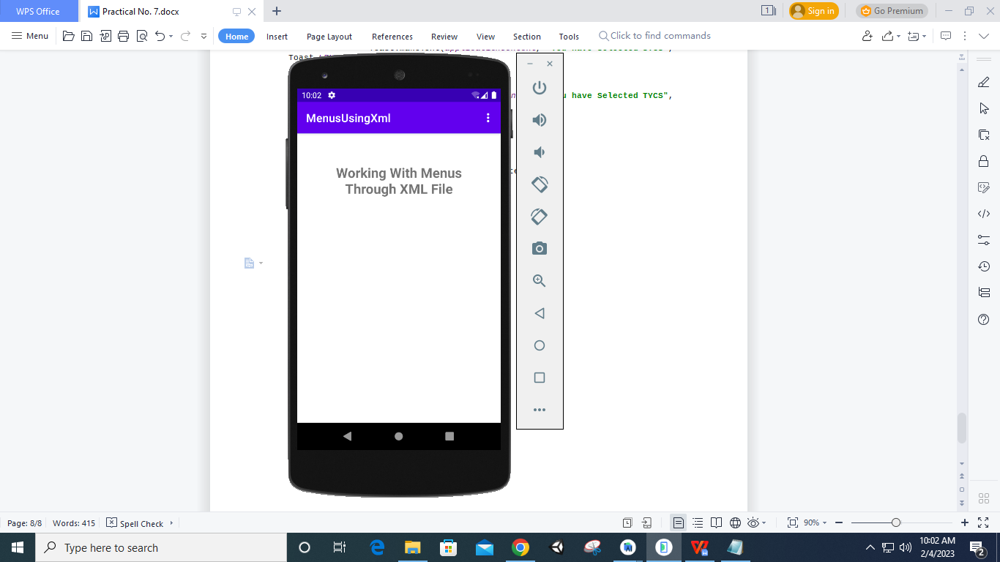 WPS Office
Practical No. 7.docx
1
Sign in
Go Premium
Menu
Home
Insert
Page Layout
References
Review
View
Section
Tools
Click to find commands
Toast
u have Selected TYCS",
10:02
MenusUsingXml
Working With Menus
Through XML File
Page: 8/8
Words: 415
Spell Check
90%
Type here to search
10:02 AM
2/4/2023
2